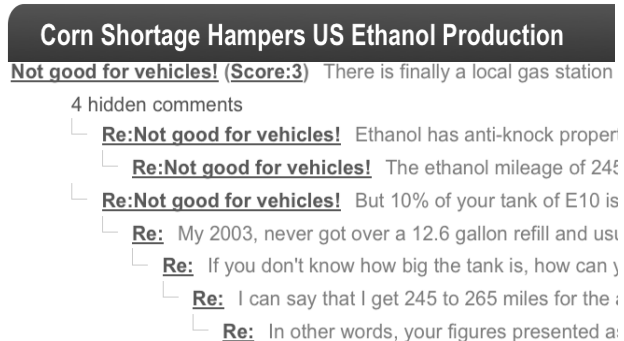 Corn Shortage Hampers US Ethanol Production
Not good for vehicles! (Score:3) There is finally a local gas station
4 hidden comments
Re:Not good for vehicles! Ethanol has anti-knock proper
Re:Not good for vehicles! The ethanol mileage of 245
Re:Not good for vehicles! But 10% of your tank of E10 is
Re: My 2003, never got over a 12.6 gallon refill and usu
Re: If you don't know how big the tank is, how can y
Re: I can say that I get 245 to 265 miles for the a
Re: In other words, your figures presented as